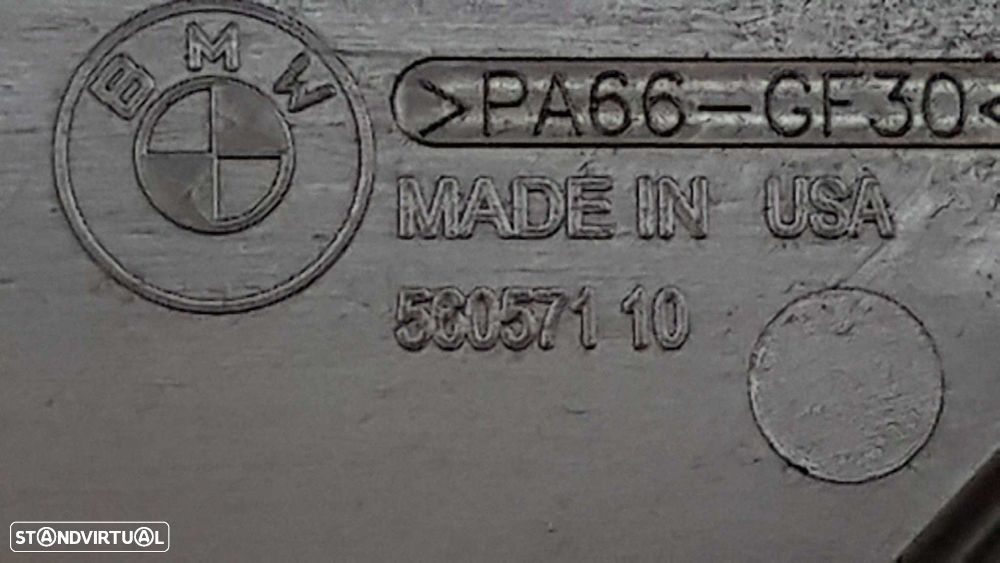 BMW
>PA66-GF30<
MADE IN USA
560571 10
STANDVIRTUAL